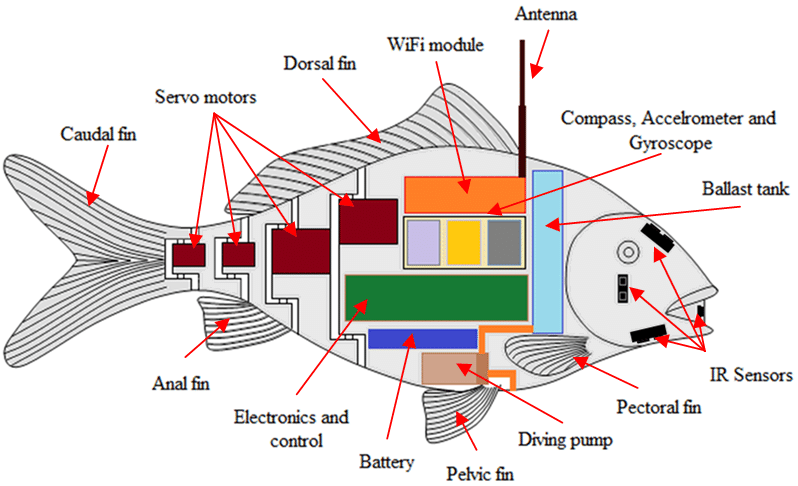 Antenna
WiFi module
Dorsal fin
Servo motors
Caudal fin
Compass, Accelrometer and
Gyroscope
Ballast tank
IR Sensors
Pectoral fin
Anal fin
Electronics and
control
Diving pump
Battery
Pelvic fin